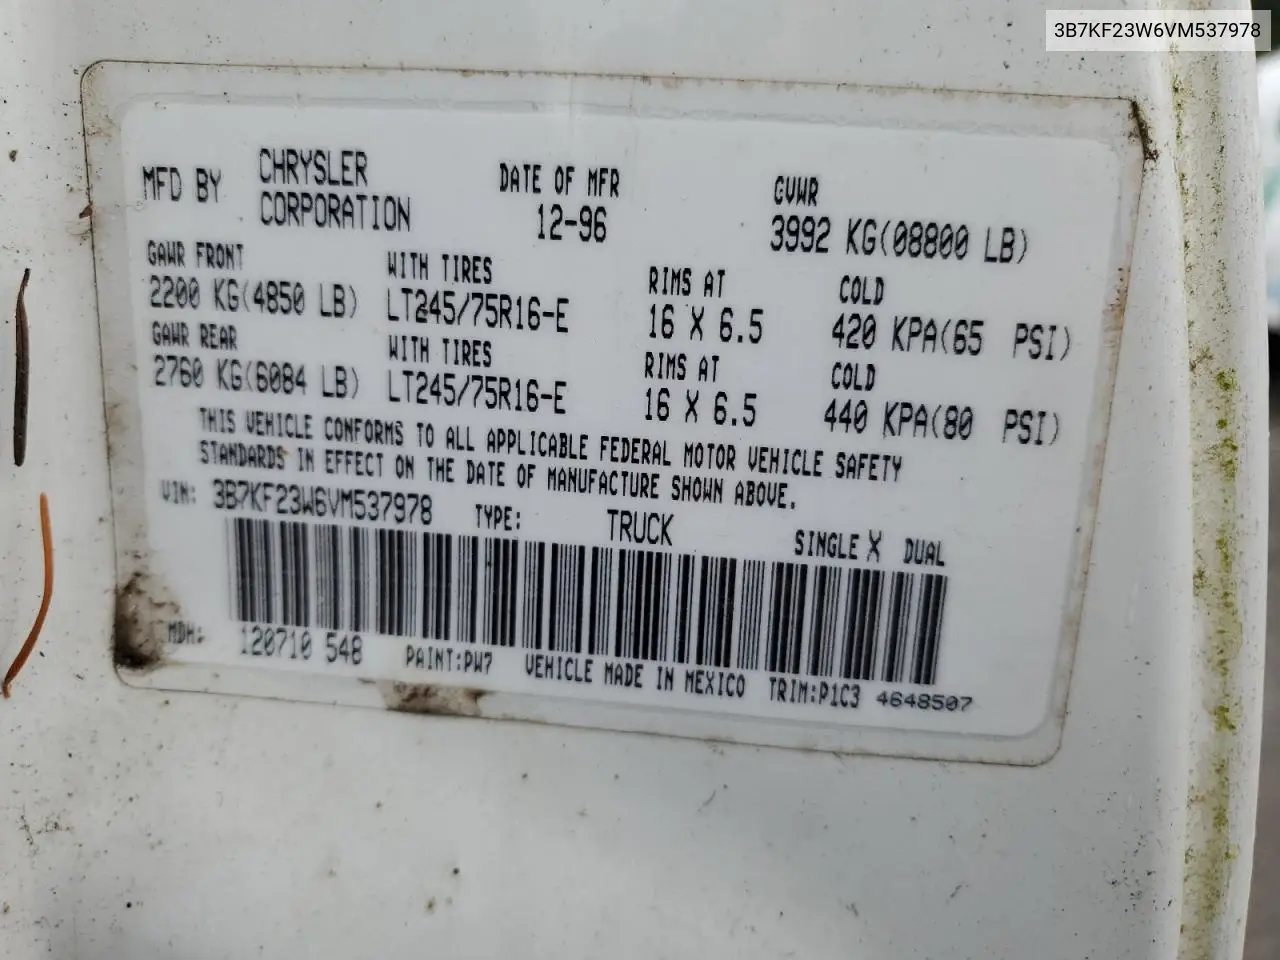 3B7KF23W6VM537978
MFD BY CHRYSLER CORPORATION DATE OF MFR 12-96 GVWR 3992 KG(08800 LB)
GAWR FRONT WITH TIRES RIMS AT COLD
2200 KG(4850 LB) LT245/75R16-E 16 X 6.5 420 KPA(65 PSI)
GAWR REAR WITH TIRES RIMS AT COLD
2760 KG(6084 LB) LT245/75R16-E 16 X 6.5 440 KPA(80 PSI)
THIS VEHICLE CONFORMS TO ALL APPLICABLE FEDERAL MOTOR VEHICLE SAFETY
STANDARDS IN EFFECT ON THE DATE OF MANUFACTURE SHOWN ABOVE.
VIN: 3B7KF23W6VM537978 TYPE: TRUCK SINGLE X DUAL
MDH: 120710 548 PAINT:PW7 VEHICLE MADE IN MEXICO TRIM:P1C3 4648507